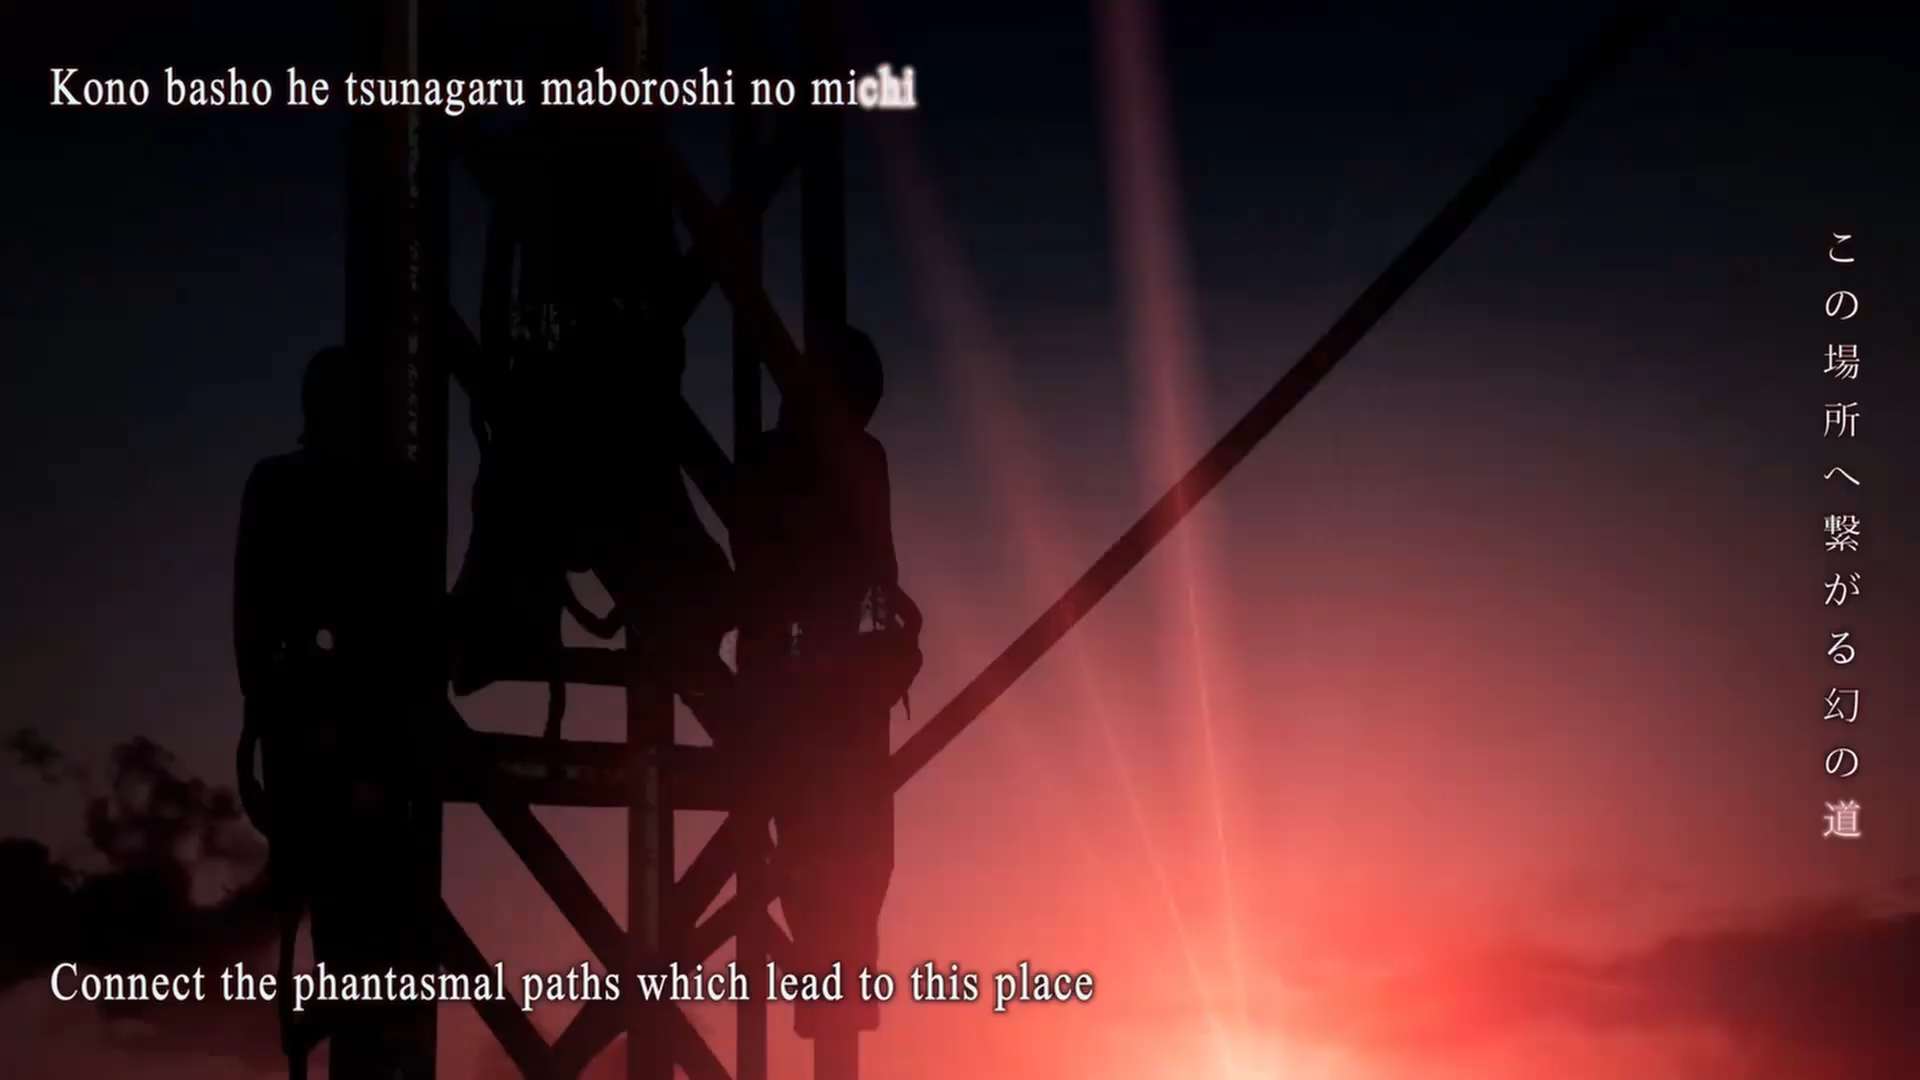 Kono basho he tsunagaru maboroshi no michi
この場所へ繋がる幻の道
Connect the phantasmal paths which lead to this place